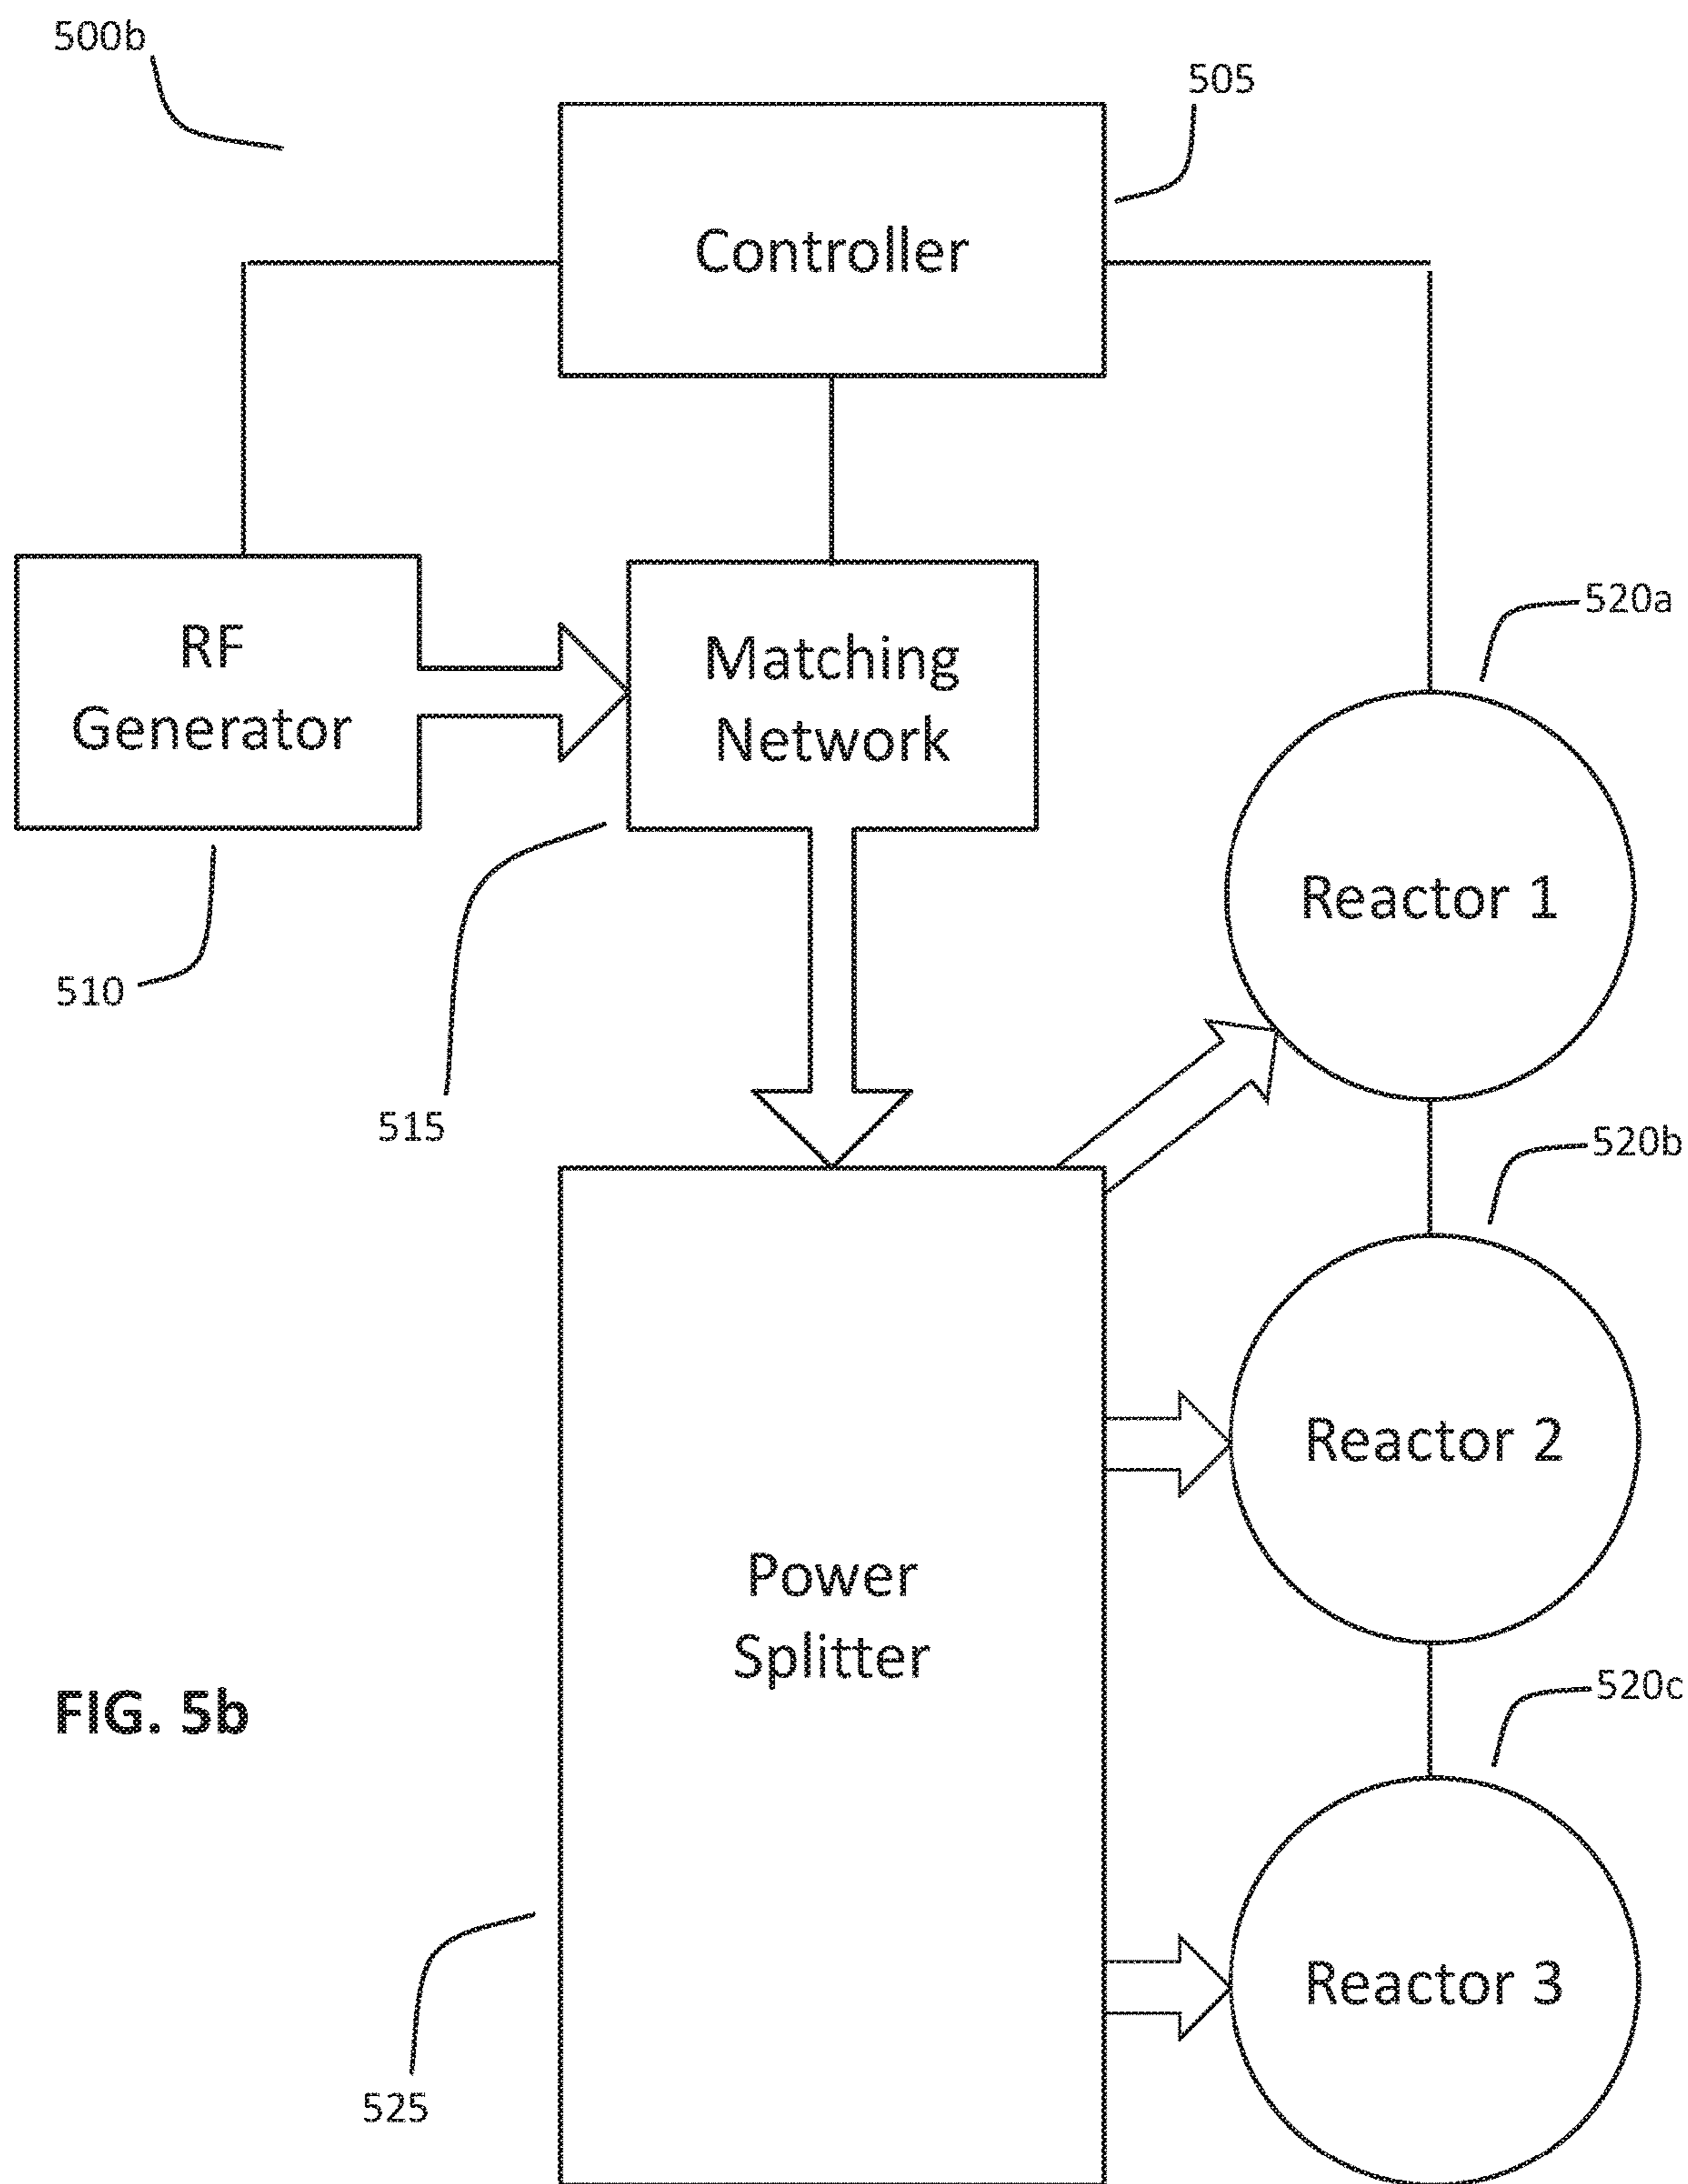 500b
505
Controller
RF
Generator
Matching
Network
520a
Reactor 1
510
515
520b
Reactor 2
Power
Splitter
520c
FIG. 5b
Reactor 3
525